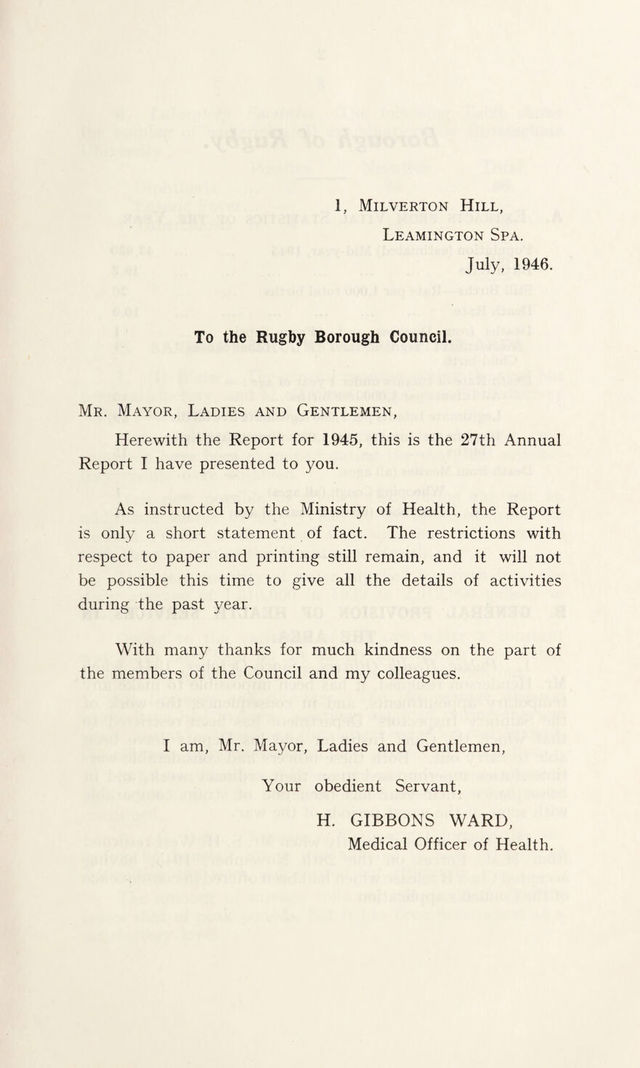 1, Milverton Hill,
Leamington Spa.
July, 1946.
To the Rugby Borough Council.
Mr. Mayor, Ladies and Gentlemen,
Herewith the Report for 1945, this is the 27th Annual
Report I have presented to you.
As instructed by the Ministry of Health, the Report
is only a short statement of fact. The restrictions with
respect to paper and printing still remain, and it will not
be possible this time to give all the details of activities
during the past year.
With many thanks for much kindness on the part of
the members of the Council and my colleagues.
I am, Mr. Mayor, Ladies and Gentlemen,
Your obedient Servant,
H. GIBBONS WARD,
Medical Officer of Health.